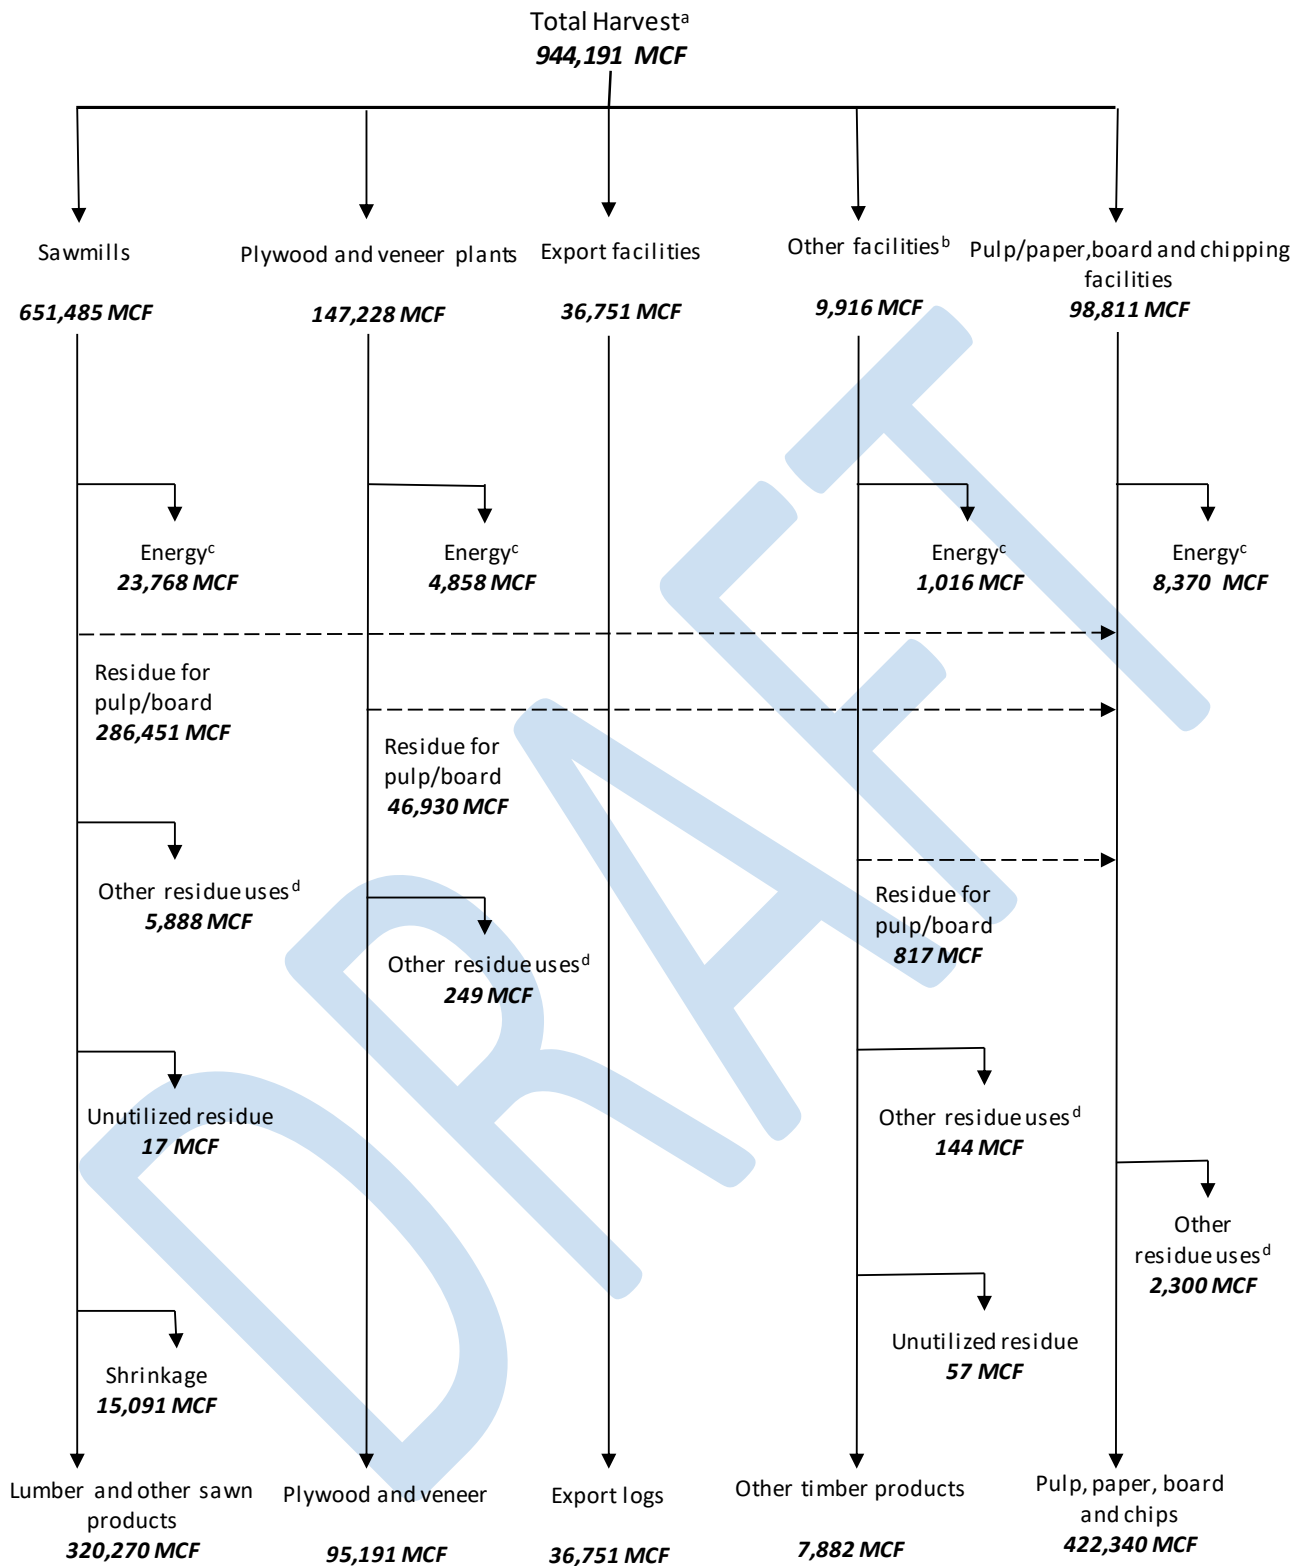 Total Harvestᵃ
944,191 MCF
Sawmills
651,485 MCF
Plywood and veneer plants
147,228 MCF
Export facilities
36,751 MCF
Other facilitiesᵇ
9,916 MCF
Pulp/paper,board and chipping
facilities
98,811 MCF
Energyᶜ
23,768 MCF
Energyᶜ
4,858 MCF
Energyᶜ
1,016 MCF
Energyᶜ
8,370 MCF
Residue for
pulp/board
286,451 MCF
Residue for
pulp/board
46,930 MCF
Other residue usesᵈ
5,888 MCF
Residue for
pulp/board
817 MCF
Other residue usesᵈ
249 MCF
Unutilized residue
17 MCF
Other residue usesᵈ
144 MCF
Other
residue usesᵈ
2,300 MCF
Shrinkage
15,091 MCF
Unutilized residue
57 MCF
Lumber and other sawn
products
320,270 MCF
Plywood and veneer
95,191 MCF
Export logs
36,751 MCF
Other timber products
7,882 MCF
Pulp, paper, board
and chips
422,340 MCF
DRAFT